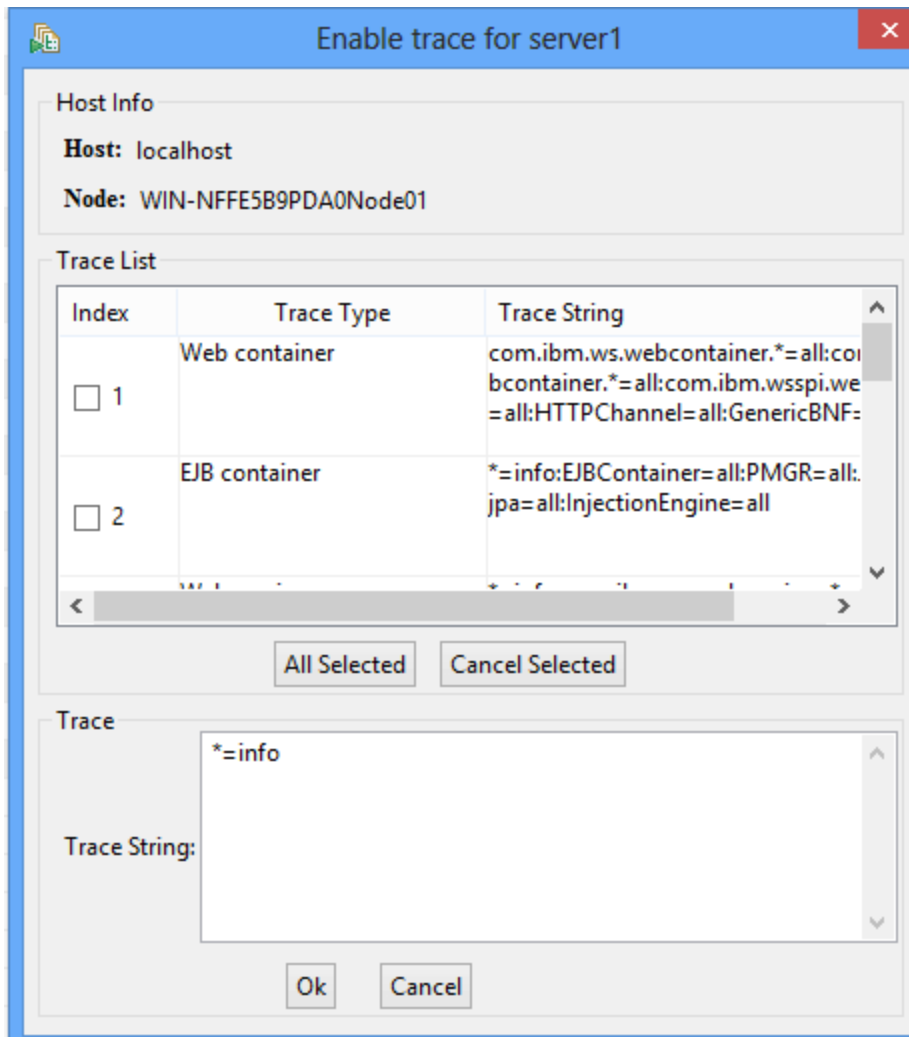 Enable trace for server1
Host Info
Host: localhost
Node: WIN-NFFE5B9PDA0Node01
Trace List
Index Trace Type Trace String
1 Web container com.ibm.ws.webcontainer.*=all:co
bcontainer.*=all:com.ibm.wsspi.we
=all:HTTPChannel=all:GenericBNF=
2 EJB container *=info:EJBContainer=all:PMGR=all:
jpa=all:InjectionEngine=all
All Selected Cancel Selected
Trace
*=info
Trace String:
Ok Cancel